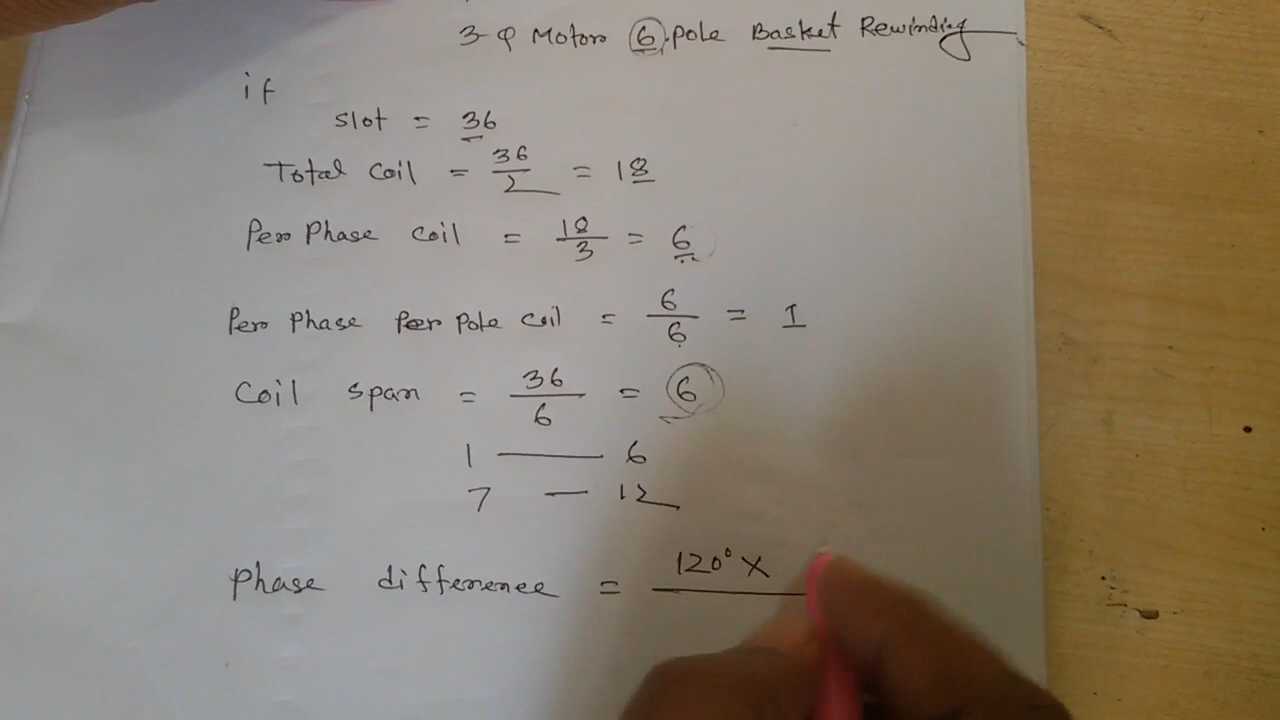 3-φ Motor 6 pole Basket Rewinding
if
slot = 36
Total coil = 36/2 = 18
Per Phase coil = 18/3 = 6
Per phase Per pole coil = 6/6 = 1
Coil span = 36/6 = 6
1 — 6
7 — 12
phase difference = 120° ×